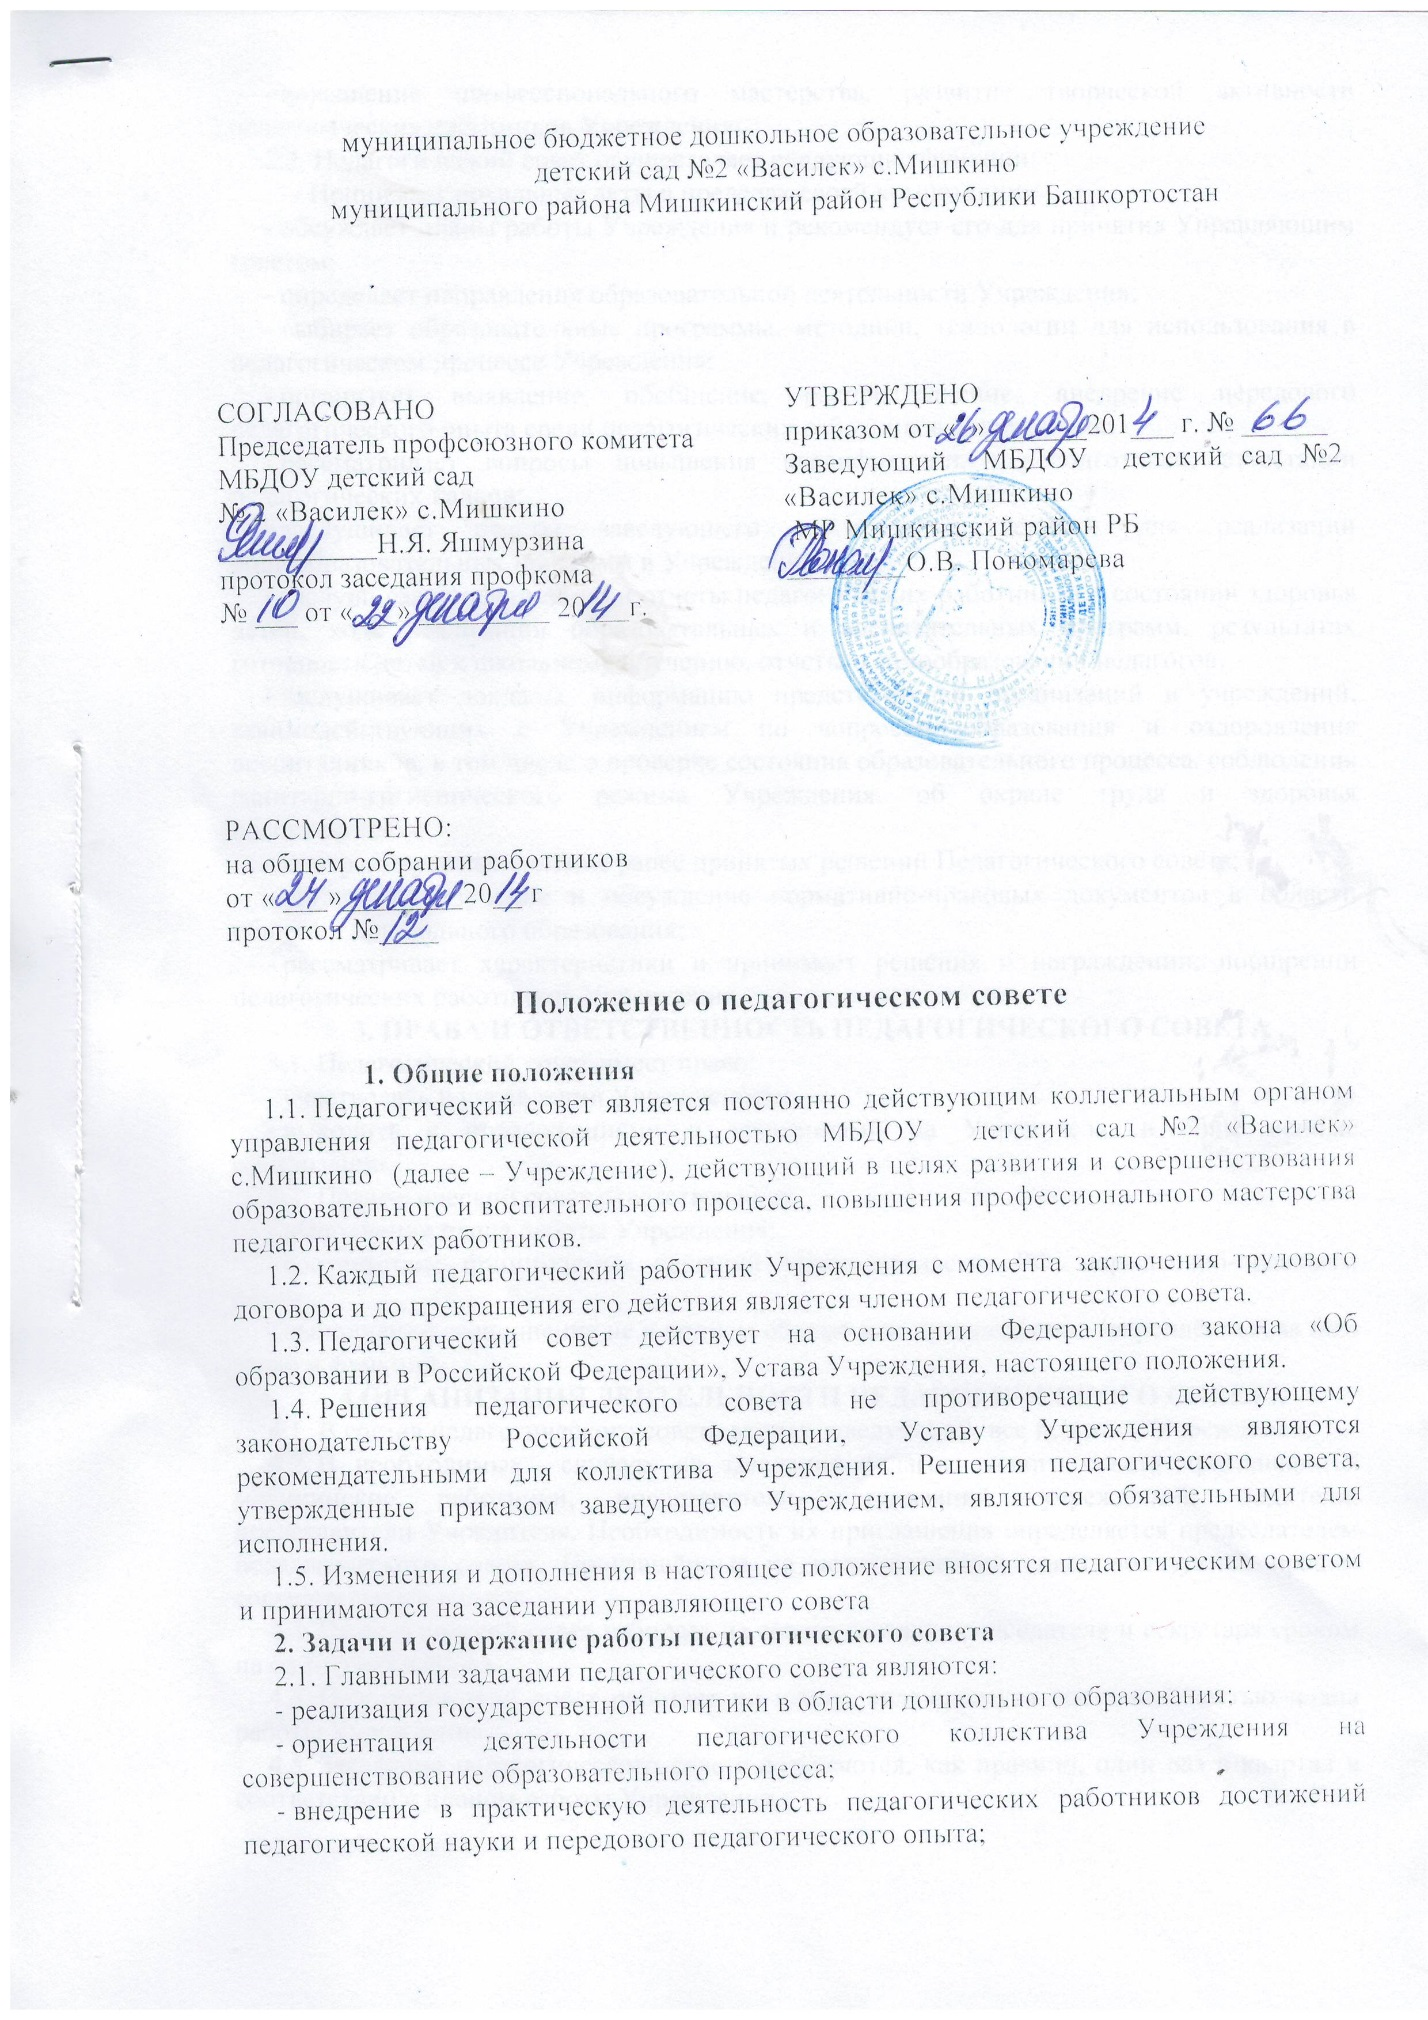 муниципальное бюджетное дошкольное образовательное учреждение
детский сад №2 «Василек» с.Мишкино
муниципального района Мишкинский район Республики Башкортостан
СОГЛАСОВАНО
Председатель профсоюзного комитета
МБДОУ детский сад
№ 2 «Василек» с.Мишкино
Н.Я. Яшмурзина
протокол заседания профкома
№ 10 от «22» декабря 2014 г.
УТВЕРЖДЕНО
приказом от «26» декабря 2014 г. № 66
Заведующий МБДОУ детский сад №2
«Василек» с.Мишкино
МР Мишкинский район РБ
О.В. Пономарева
РАССМОТРЕНО:
на общем собрании работников
от «24» декабря 2014 г
протокол № 12
Положение о педагогическом совете
1. Общие положения
1.1. Педагогический совет является постоянно действующим коллегиальным органом
управления педагогической деятельностью МБДОУ детский сад №2 «Василек»
с.Мишкино (далее – Учреждение), действующий в целях развития и совершенствования
образовательного и воспитательного процесса, повышения профессионального мастерства
педагогических работников.
1.2. Каждый педагогический работник Учреждения с момента заключения трудового
договора и до прекращения его действия является членом педагогического совета.
1.3. Педагогический совет действует на основании Федерального закона «Об
образовании в Российской Федерации», Устава Учреждения, настоящего положения.
1.4. Решения педагогического совета не противоречащие действующему
законодательству Российской Федерации, Уставу Учреждения являются
рекомендательными для коллектива Учреждения. Решения педагогического совета,
утвержденные приказом заведующего Учреждением, являются обязательными для
исполнения.
1.5. Изменения и дополнения в настоящее положение вносятся педагогическим советом
и принимаются на заседании управляющего совета
2. Задачи и содержание работы педагогического совета
2.1. Главными задачами педагогического совета являются:
- реализация государственной политики в области дошкольного образования;
- ориентация деятельности педагогического коллектива Учреждения на
совершенствование образовательного процесса;
- внедрение в практическую деятельность педагогических работников достижений
педагогической науки и передового педагогического опыта;